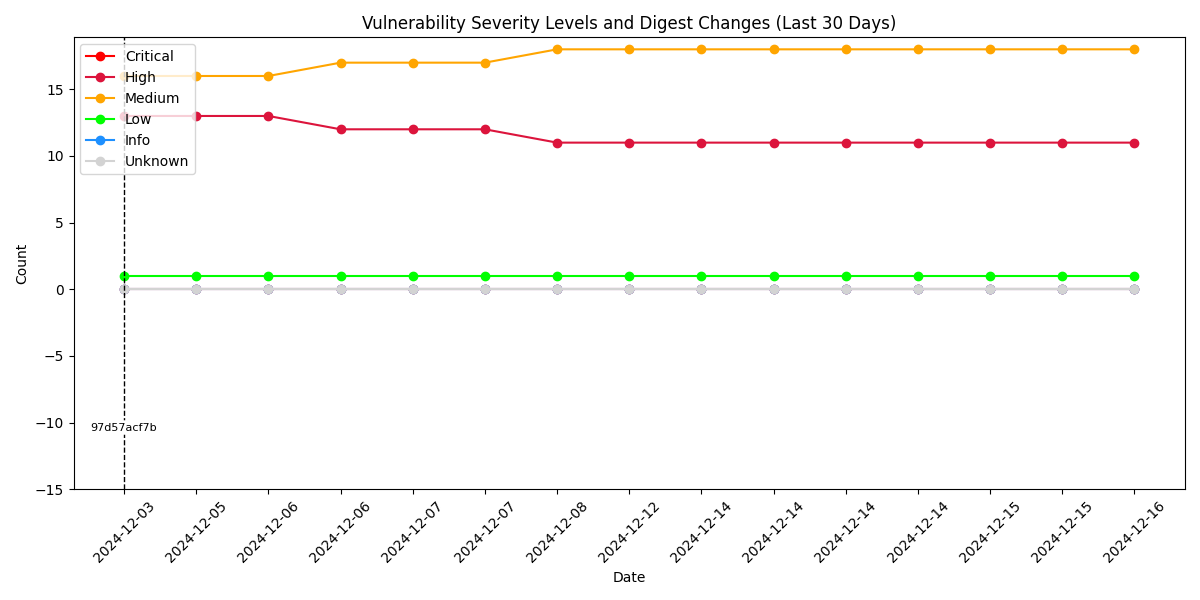 Vulnerability Severity Levels and Digest Changes (Last 30 Days)
Critical
High
Medium
Low
Info
Unknown
Count
15
10
5
0
−5
−10
−15
97d57acf7b
2024-12-03
2024-12-05
2024-12-06
2024-12-06
2024-12-07
2024-12-07
2024-12-08
2024-12-12
2024-12-14
2024-12-14
2024-12-14
2024-12-14
2024-12-15
2024-12-15
2024-12-16
Date